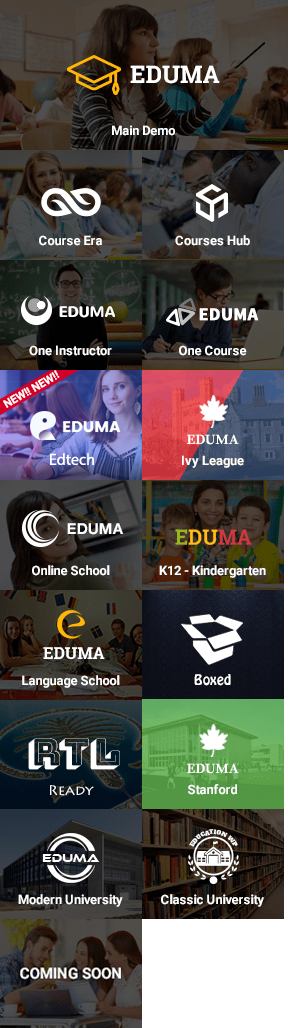 EDUMA
Main Demo
Course Era
Courses Hub
EDUMA
One Instructor
EDUMA
One Course
NEW!! NEW!!
EDUMA
Edtech
EDUMA
Ivy League
EDUMA
Online School
EDUMA
K12 - Kindergarten
EDUMA
Language School
Boxed
RTL
READY
EDUMA
Stanford
EDUMA
Modern University
EDUCATION WP
Classic University
COMING SOON